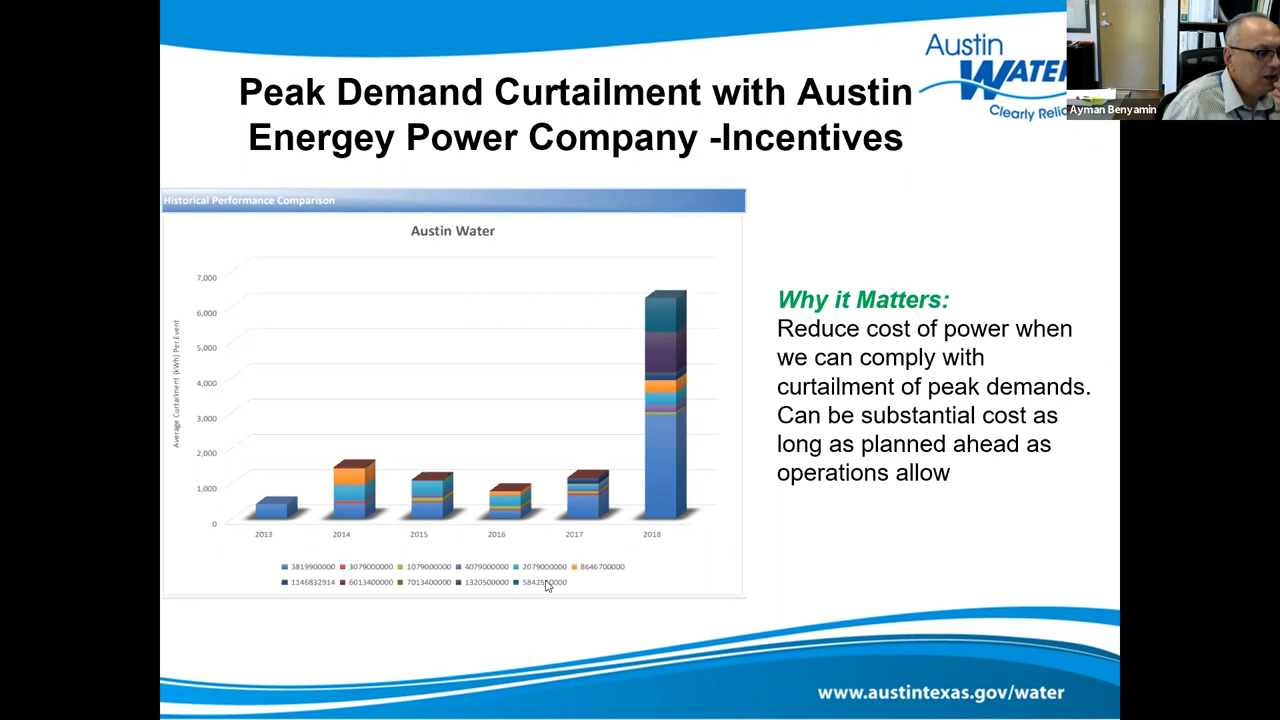 Peak Demand Curtailment with Austin
Energey Power Company -Incentives
Austin
WATER
Clearly Relia
Ayman Benyamin
Historical Performance Comparison
Austin Water
Average Curtailment (kWh) Per Event
7,000
6,000
5,000
4,000
3,000
2,000
1,000
0
2013 2014 2015 2016 2017 2018
3819900000 3079000000 1079000000 4079000000 2079000000 8646700000
1146832914 6013400000 7013400000 1320500000
Why it Matters:
Reduce cost of power when
we can comply with
curtailment of peak demands.
Can be substantial cost as
long as planned ahead as
operations allow
www.austintexas.gov/water